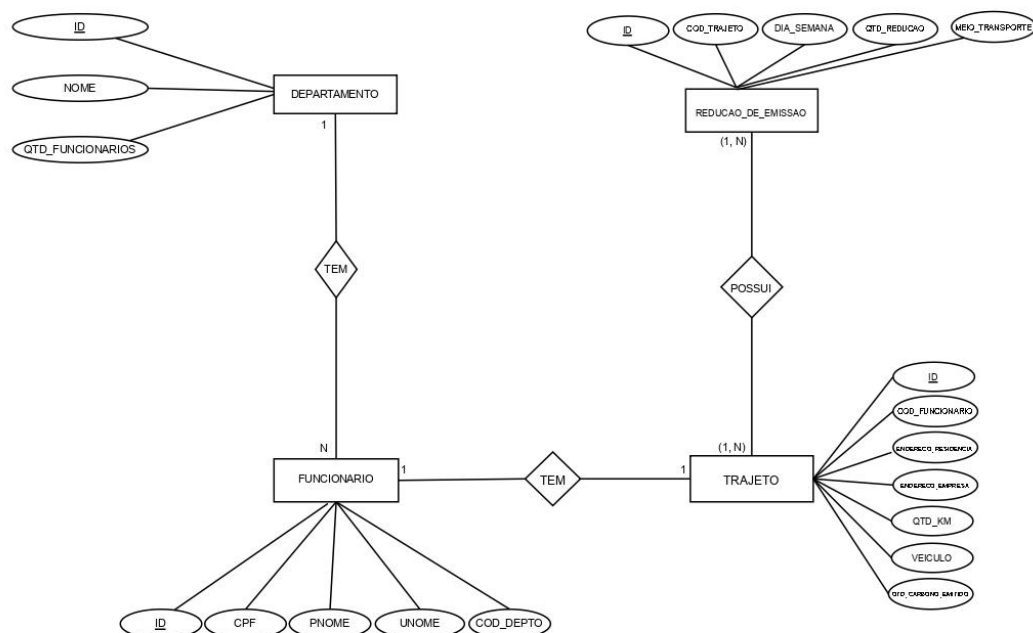 ID
NOME
QTD_FUNCIONARIOS
DEPARTAMENTO
1
TEM
N
FUNCIONARIO
1
ID
CPF
PNOME
UNOME
COD_DEPTO
TEM
1
TRAJETO
(1, N)
POSSUI
(1, N)
REDUCAO_DE_EMISSAO
ID
COD_TRAJETO
DIA_SEMANA
QTD_REDUCAO
MEIO_TRANSPORTE
ID
COD_FUNCIONARIO
ENDERECO_RESIDENCIA
ENDERECO_EMPRESA
QTD_KM
VEICULO
QTD_CARBONO_EMITIDO